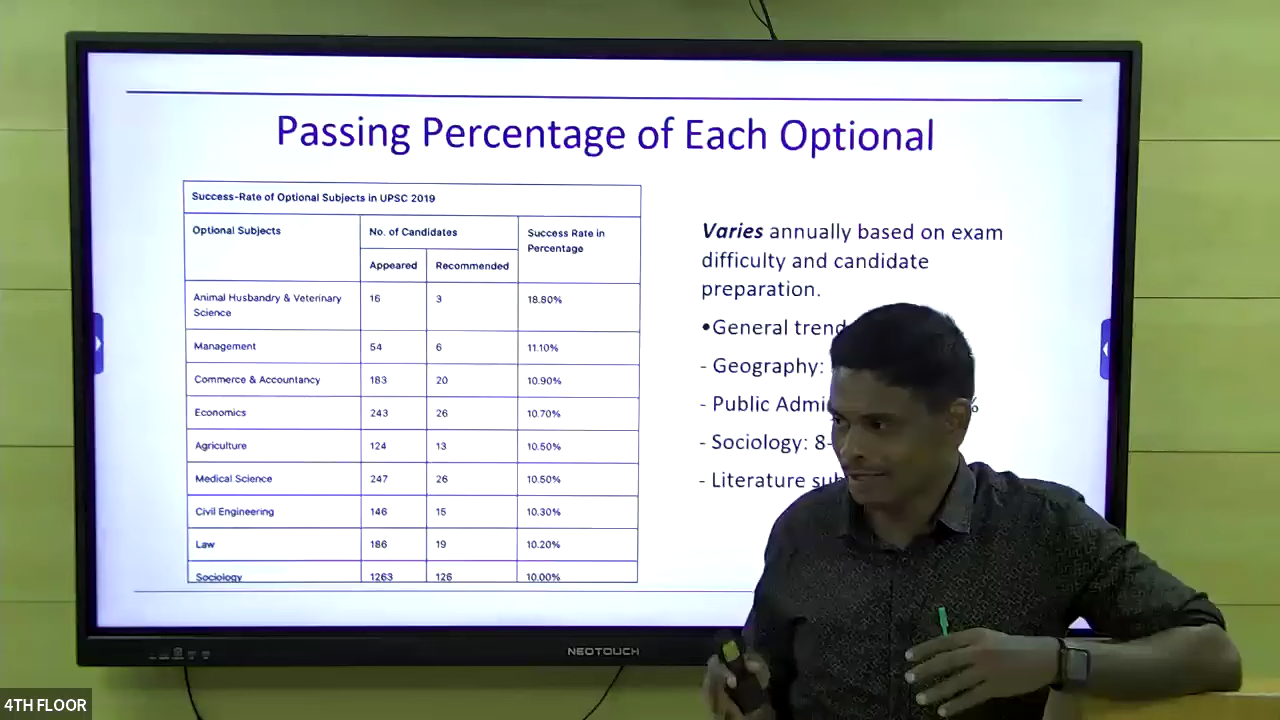 Passing Percentage of Each Optional
Success-Rate of Optional Subjects in UPSC 2019
Optional Subjects
No. of Candidates
Success Rate in
Percentage
Appeared
Recommended
Animal Husbandry & Veterinary
Science
16
3
18.80%
Management
54
6
11.10%
Commerce & Accountancy
183
20
10.90%
Economics
243
26
10.70%
Agriculture
124
13
10.50%
Medical Science
247
26
10.50%
Civil Engineering
146
15
10.30%
Law
186
19
10.20%
Sociology
1263
126
10.00%
Varies annually based on exam
difficulty and candidate
preparation.
•General trend
- Geography:
- Public Admi %
- Sociology: 8-
- Literature sub
NEOTOUCH
4TH FLOOR